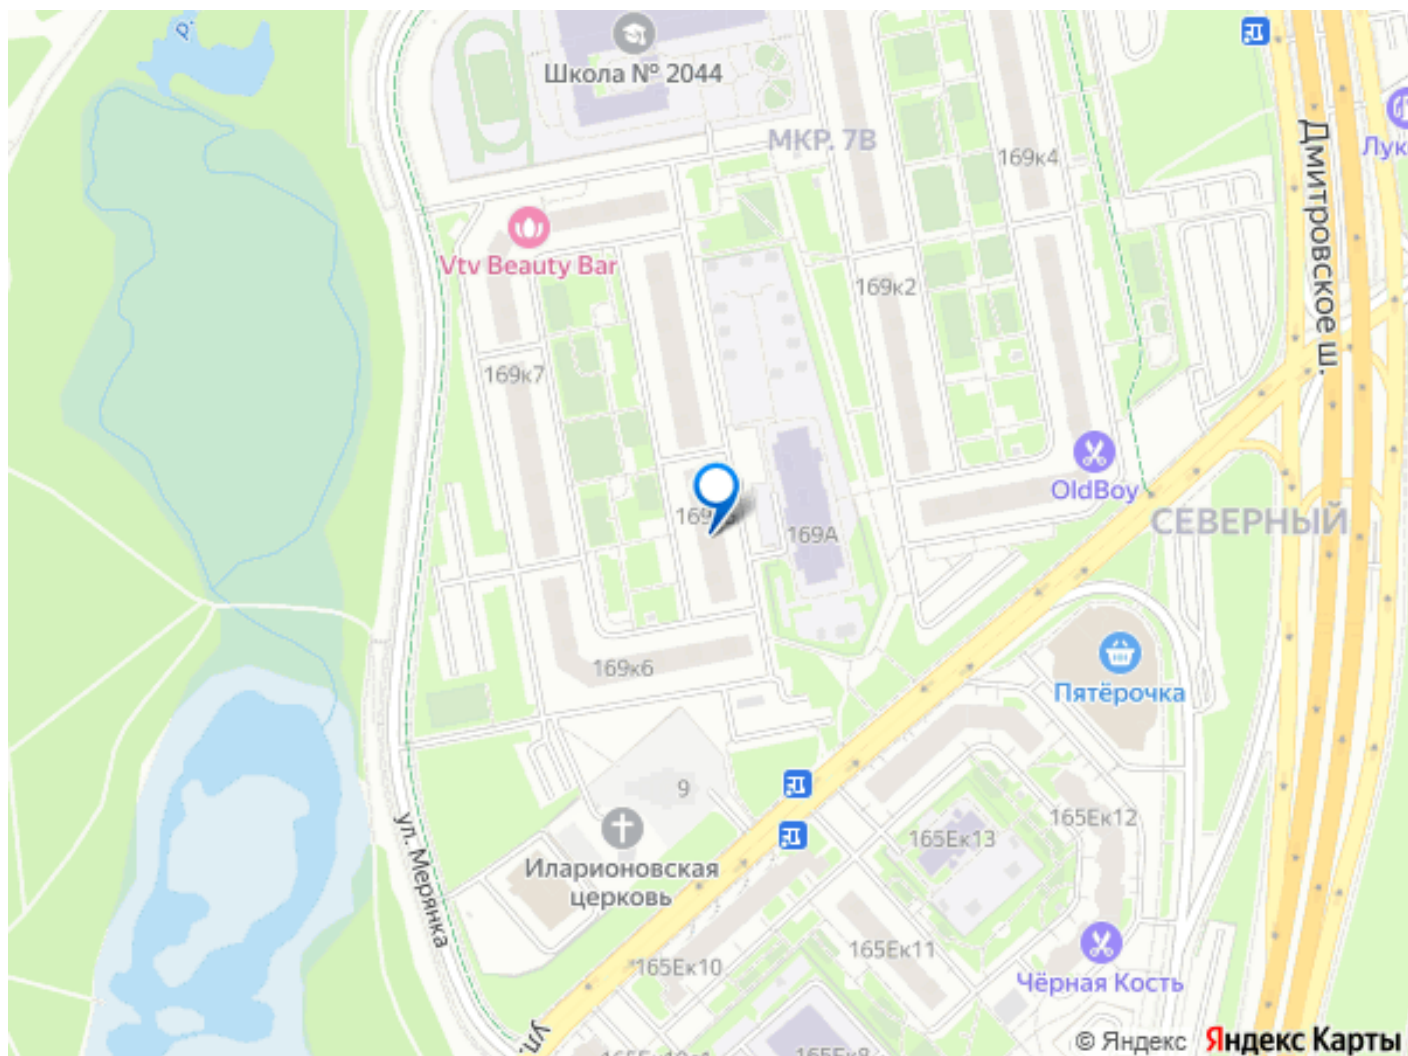 р.
Школа № 2044
МКР. 7В
Дмитровское ш.
Лук
169к4
Vtv Beauty Bar
169к2
169к7
OldBoy
СЕВЕРНЫЙ
169А
169к6
Пятёрочка
9
165Ек13
165Ек12
Иларионовская
церковь
ул. Мерянка
165Ек10
165Ек11
Чёрная Кость
ул.
© Яндекс Яндекс Карты